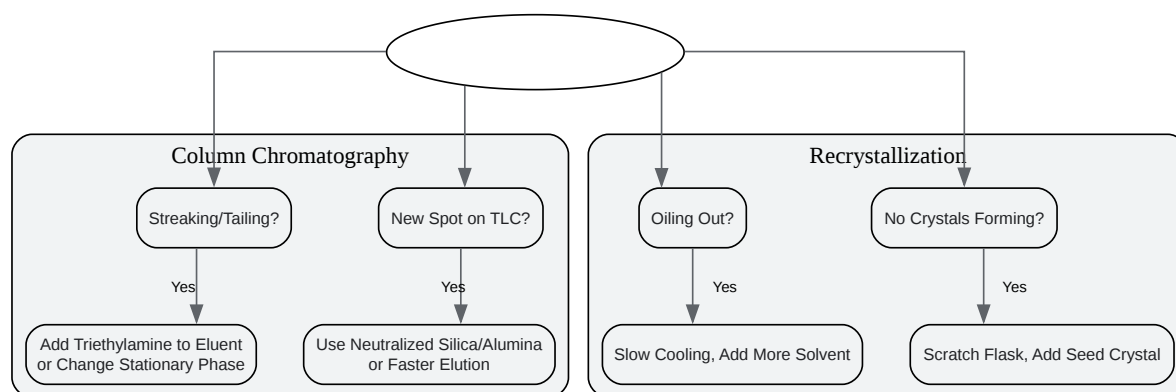 Column Chromatography
Recrystallization
Streaking/Tailing?
New Spot on TLC?
Oiling Out?
No Crystals Forming?
Yes
Yes
Yes
Yes
Add Triethylamine to Eluent
or Change Stationary Phase
Use Neutralized Silica/Alumina
or Faster Elution
Slow Cooling, Add More Solvent
Scratch Flask, Add Seed Crystal